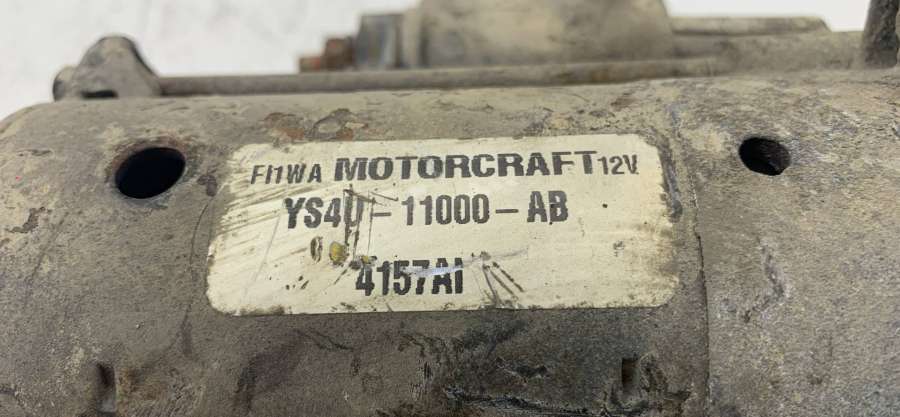 FI1WA MOTORCRAFT 12V
YS4U-11000-AB
4157AI